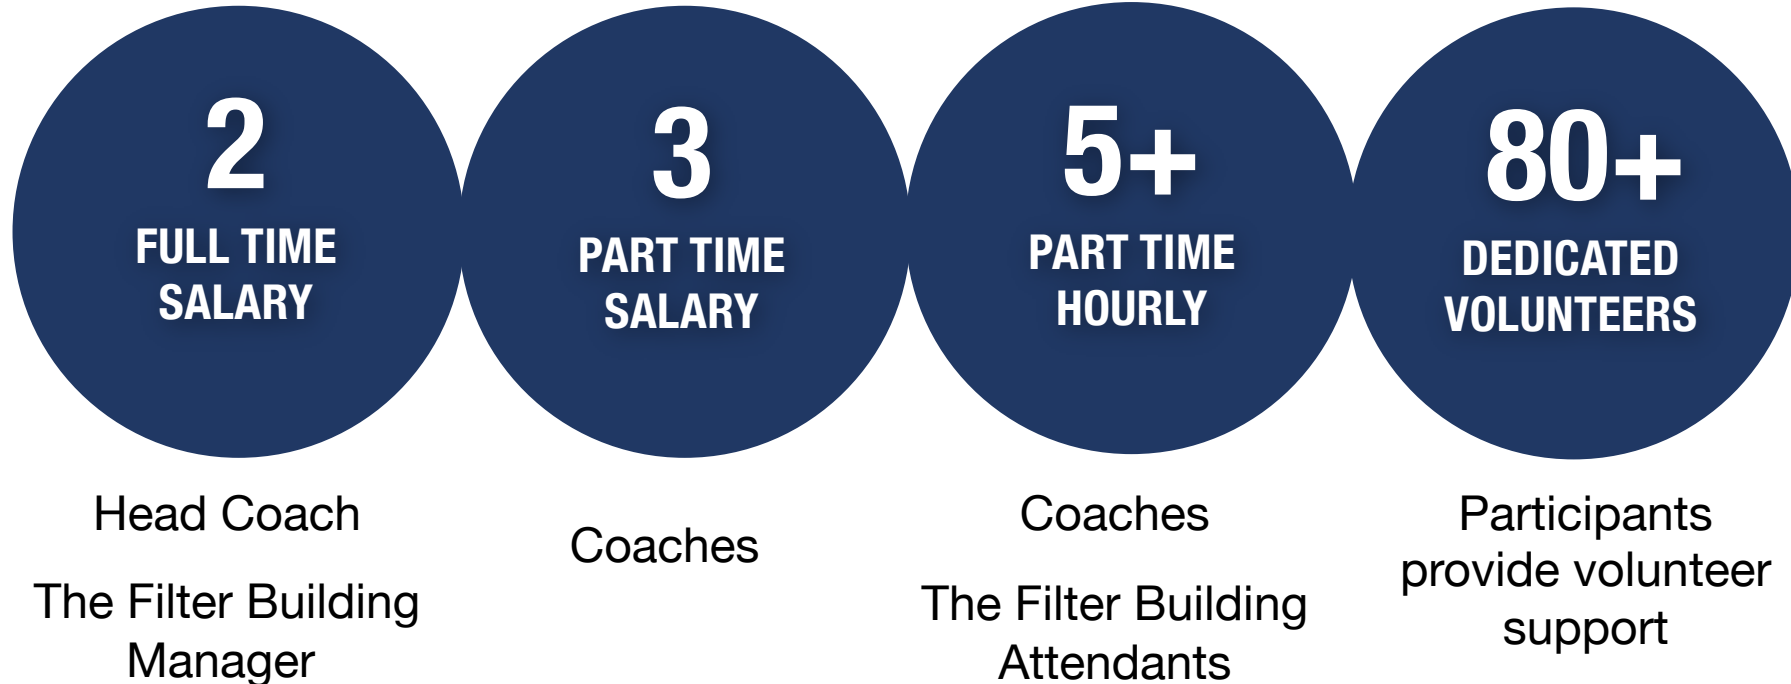 2
FULL TIME
SALARY
Head Coach
The Filter Building
Manager
3
PART TIME
SALARY
Coaches
5+
PART TIME
HOURLY
Coaches
The Filter Building
Attendants
80+
DEDICATED
VOLUNTEERS
Participants
provide volunteer
support